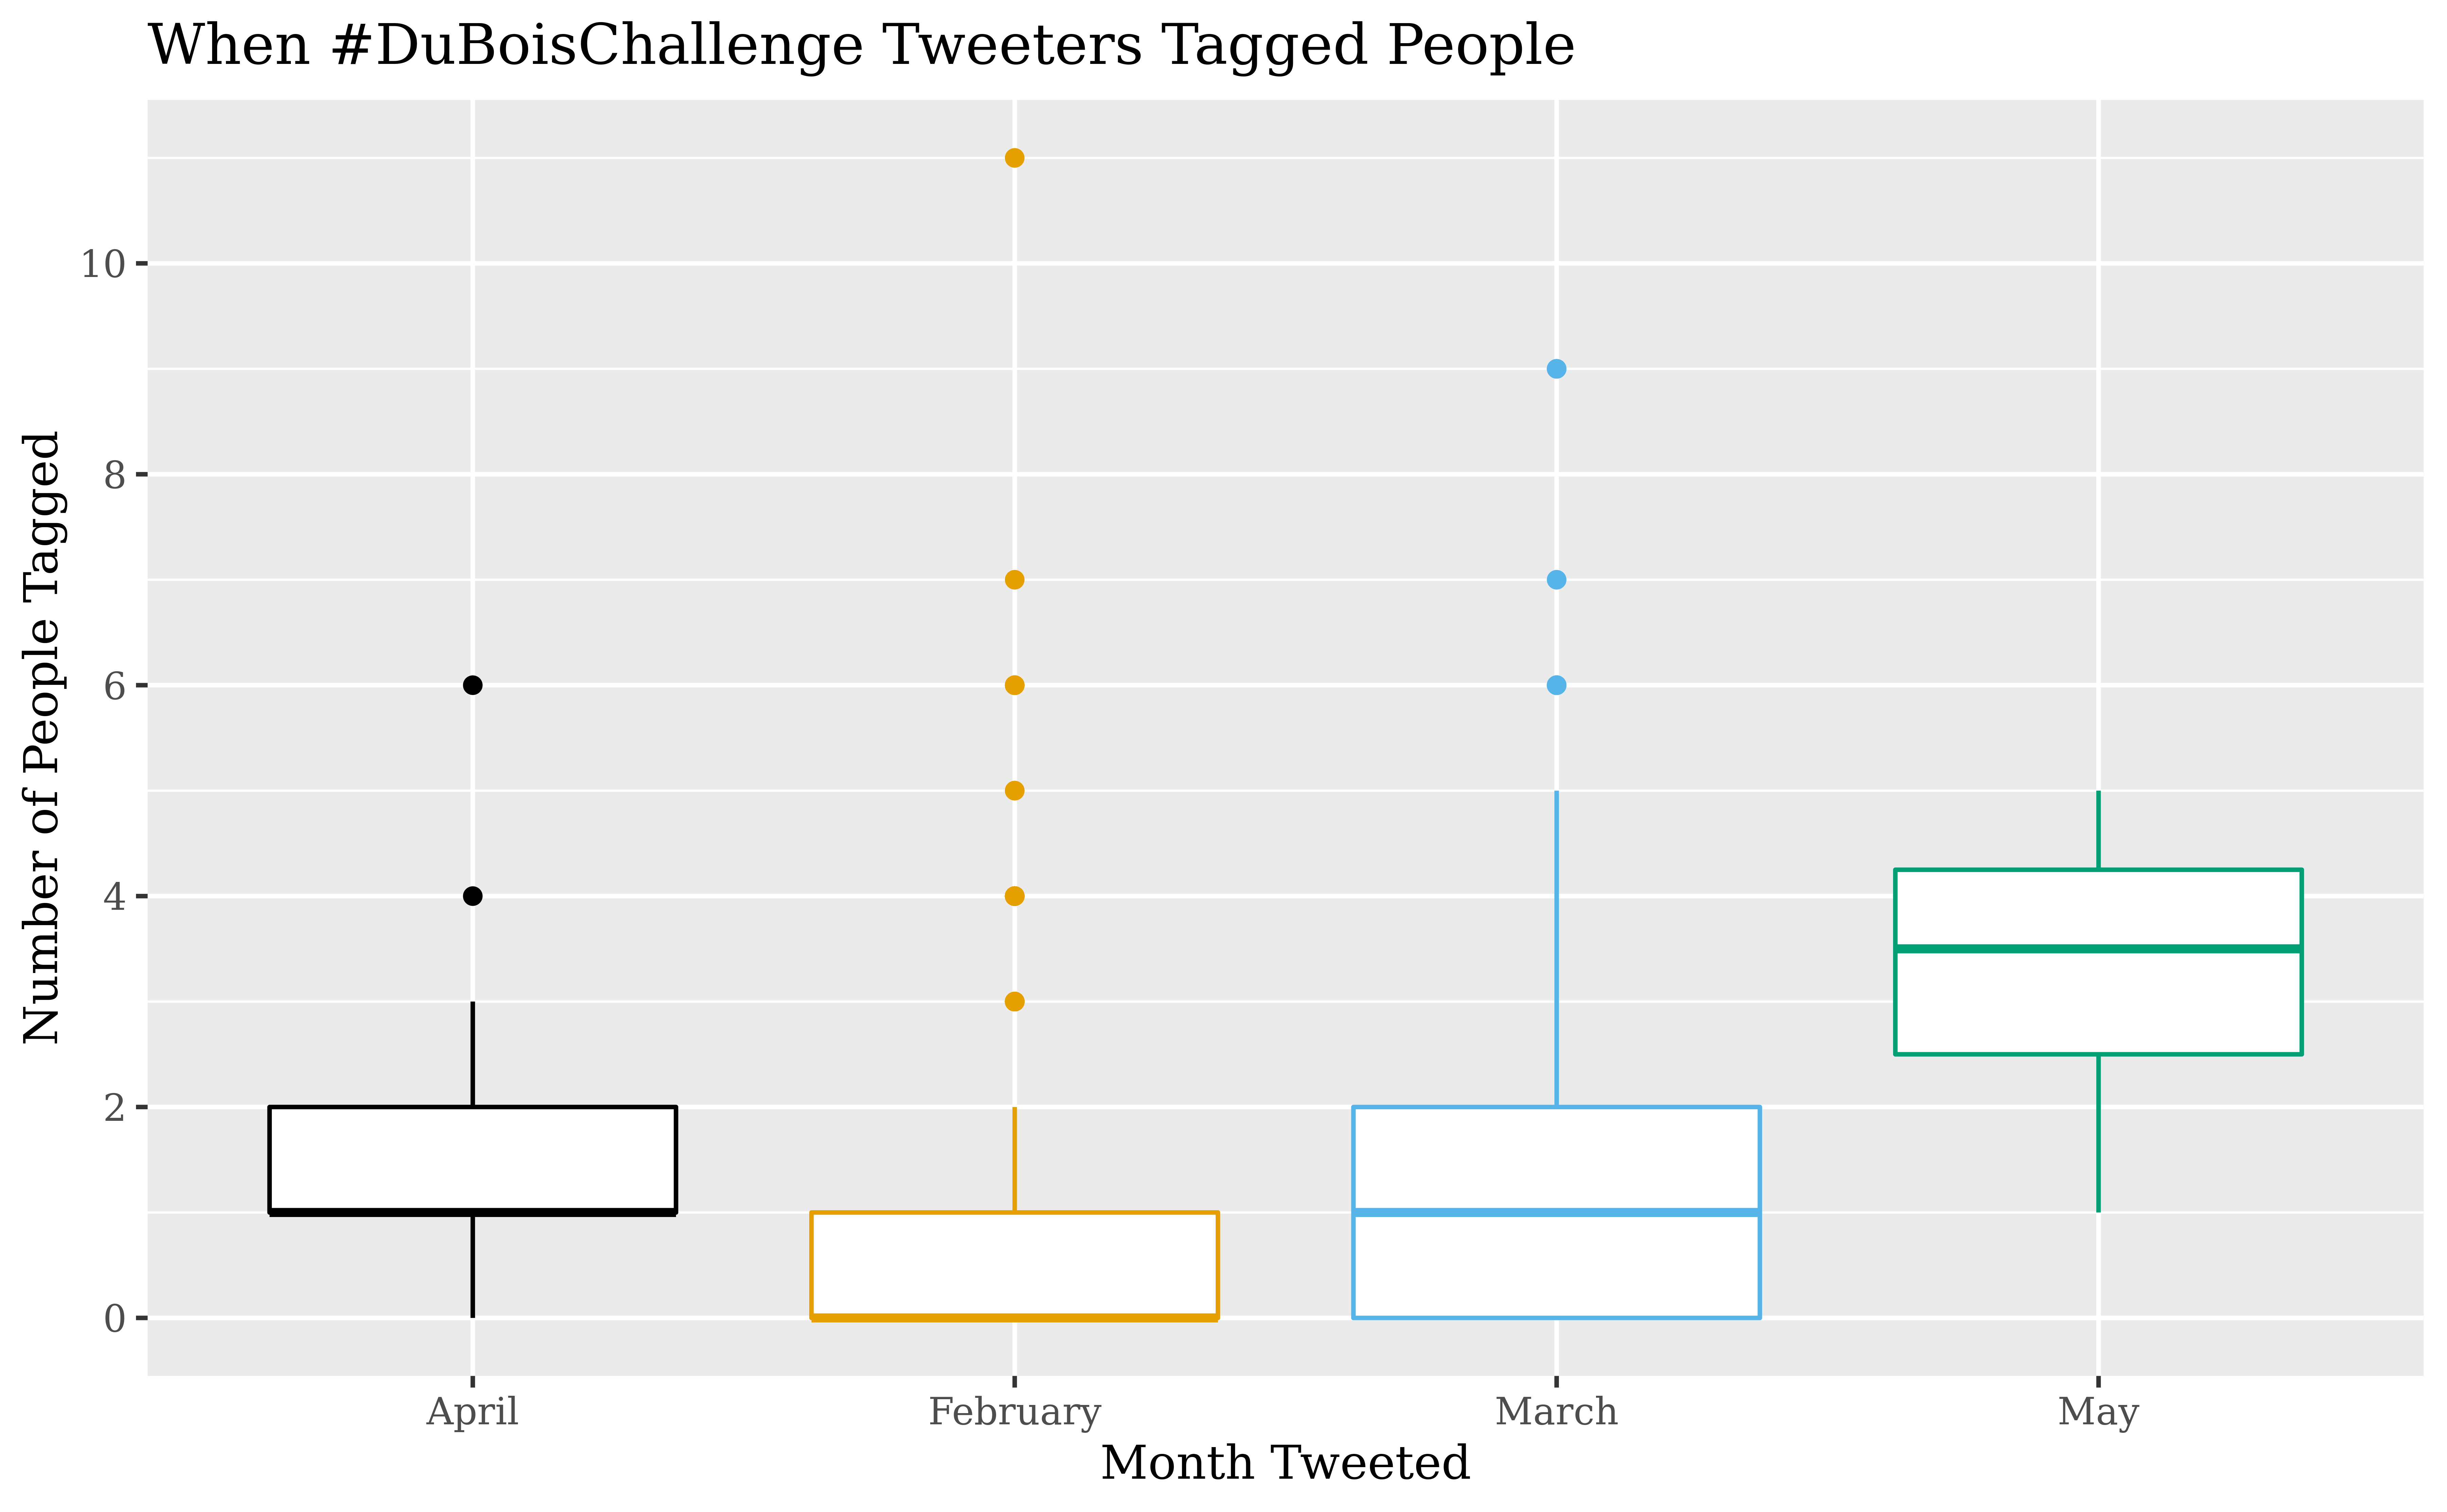 When #DuBoisChallenge Tweeters Tagged People
Number of People Tagged
10
8
6
4
2
0
April
February
March
May
Month Tweeted